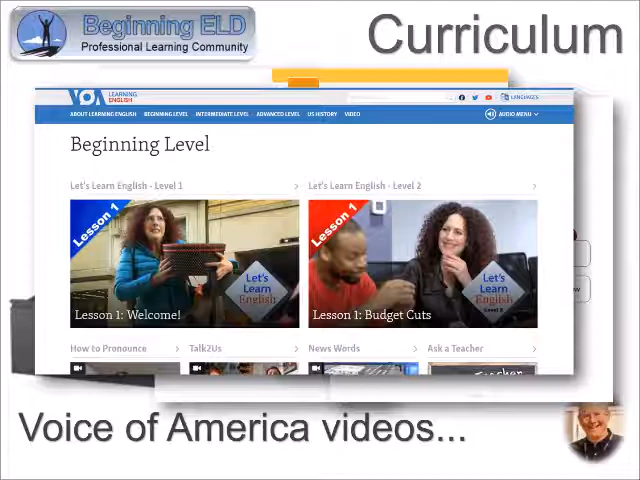 Beginning ELD
Professional Learning Community
Curriculum
VOA LEARNING ENGLISH
LANGUAGES
ABOUT LEARNING ENGLISH BEGINNING LEVEL INTERMEDIATE LEVEL ADVANCED LEVEL US HISTORY VIDEO AUDIO MENU
Beginning Level
Let's Learn English - Level 1 Let's Learn English - Level 2
Lesson 1 Lesson 1
Let's Learn English Let's Learn English Level 2
Lesson 1: Welcome! Lesson 1: Budget Cuts
How to Pronounce Talk2Us News Words Ask a Teacher
Teacher
Voice of America videos...